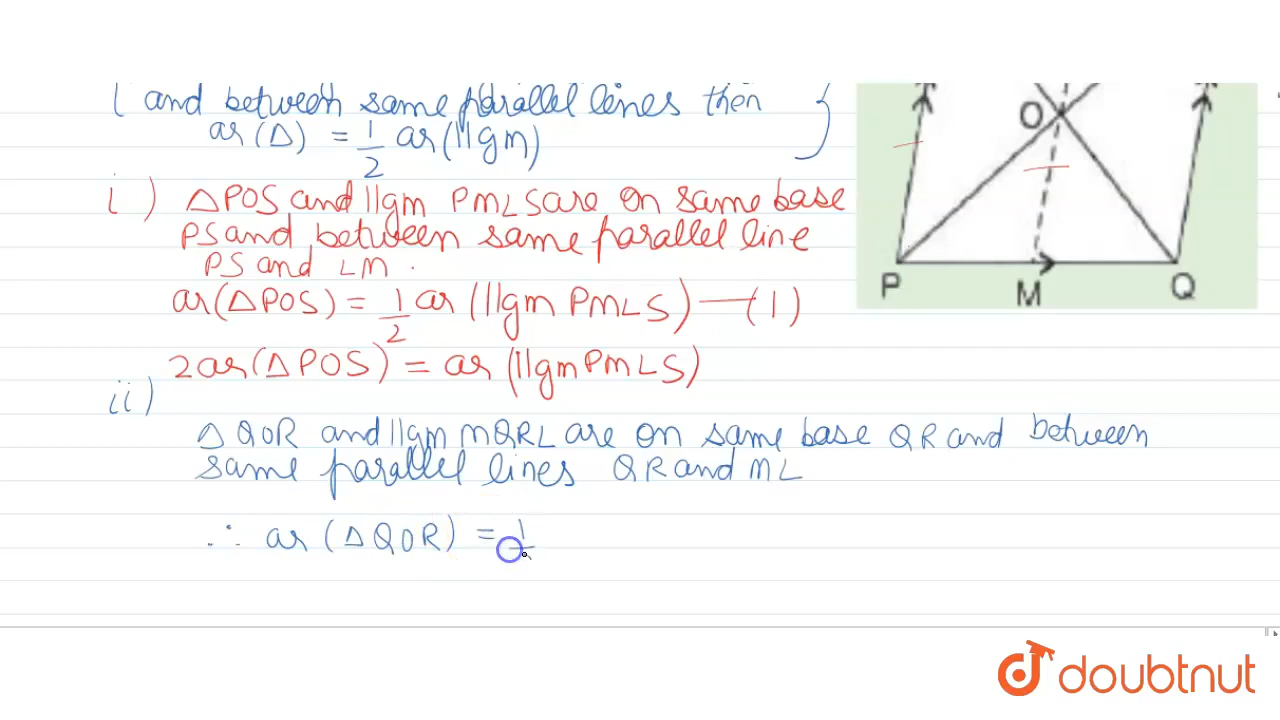 ( and between same parallel lines then
ar (Δ) = 1/2 ar (||gm)
i) ΔPOS and ||gm PMLS are on same base
PS and between same parallel line
PS and LM.
ar (ΔPOS) = 1/2 ar (||gm PMLS) — (1)
2ar (ΔPOS) = ar (||gm PMLS)
ii)
ΔQOR and ||gm MQRL are on same base QR and between
same parallel lines QR and ML
∴ ar (ΔQOR) = 1/
O
P
M
Q
doubtnut